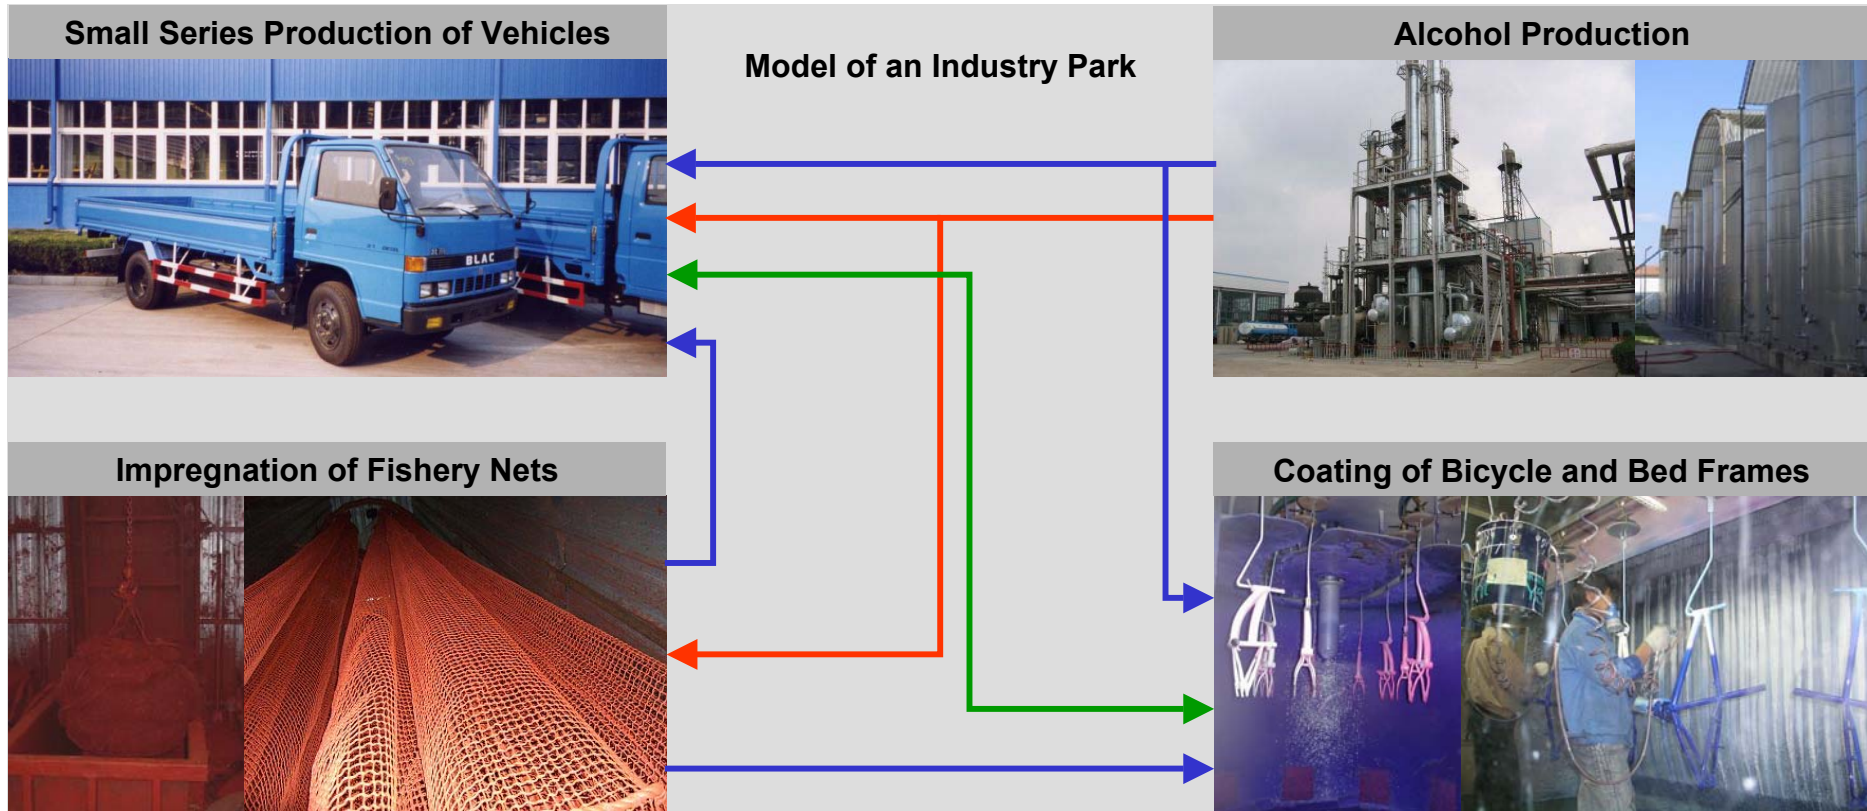 Small Series Production of Vehicles
Model of an Industry Park
Alcohol Production
BLAC
Impregnation of Fishery Nets
Coating of Bicycle and Bed Frames